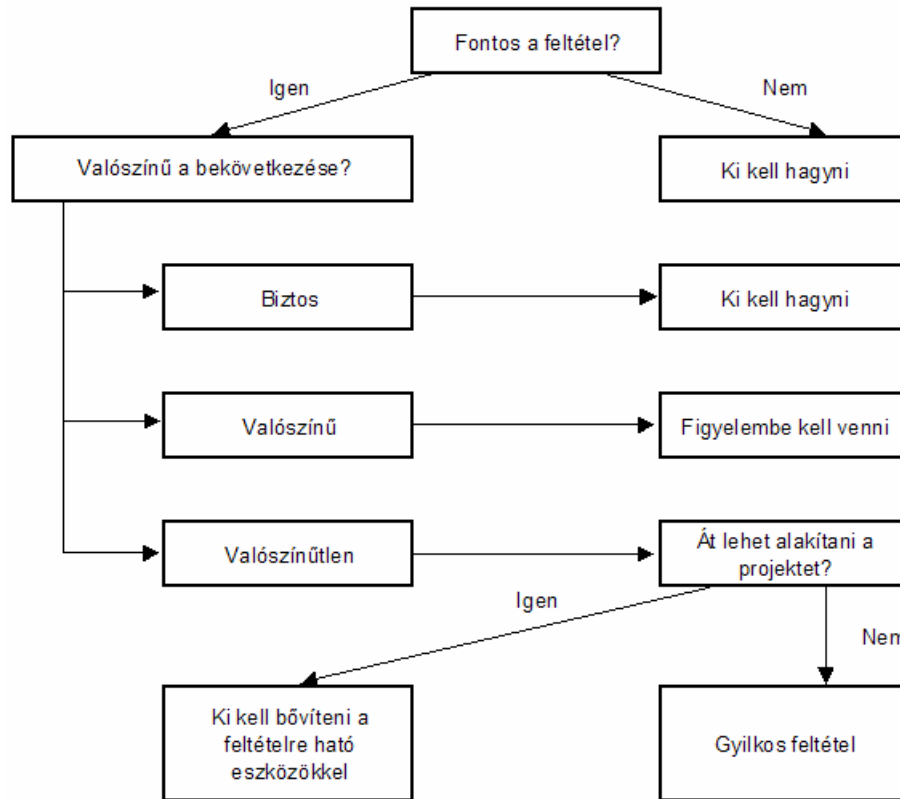 Fontos a feltétel?
Igen
Nem
Valószínű a bekövetkezése?
Ki kell hagyni
Biztos
Ki kell hagyni
Valószínű
Figyelembe kell venni
Valószínűtlen
Át lehet alakítani a
projektet?
Igen
Nem
Ki kell bővíteni a
feltételre ható
eszközökkel
Gyilkos feltétel